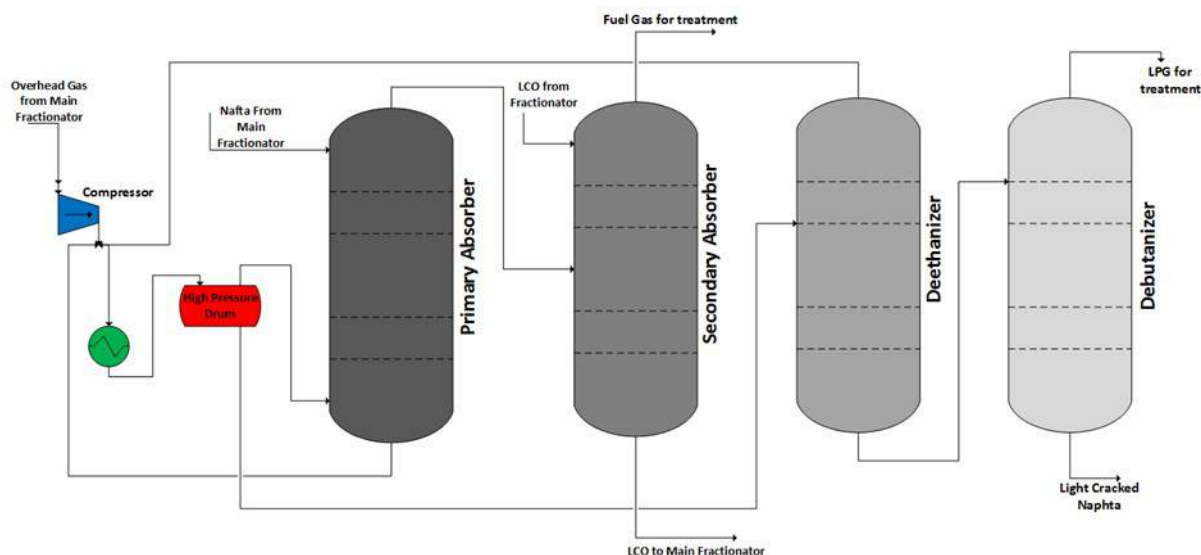 Fuel Gas for treatment
Overhead Gas
from Main
Fractionator
Nafta From
Main
Fractionator
LCO from
Fractionator
LPG for
treatment
Compressor
High Pressure
Drum
Primary Absorber
Secondary Absorber
Deethanizer
Debutanizer
Light Cracked
Naphta
LCO to Main Fractionator